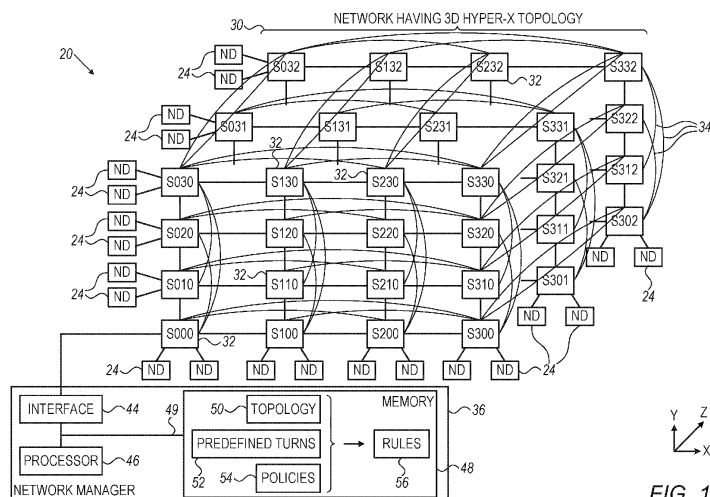 NETWORK HAVING 3D HYPER-X TOPOLOGY
30
20
ND
24
ND
S032
S132
S232
S332
32
34
ND
24
ND
S031
S131
S231
S331
S322
ND
24
ND
S030
32
S130
32
S230
S330
S321
S312
ND
24
ND
S020
S120
S220
S320
S311
S302
ND
24
ND
S010
32
S110
S210
S310
S301
ND
ND
24
S000
32
S100
S200
S300
ND
ND
24
ND
ND
ND
ND
ND
ND
ND
ND
24
INTERFACE
44
49
50
TOPOLOGY
MEMORY
36
PREDEFINED TURNS
RULES
PROCESSOR
46
52
54
POLICIES
56
48
NETWORK MANAGER
Y
Z
X
FIG. 1